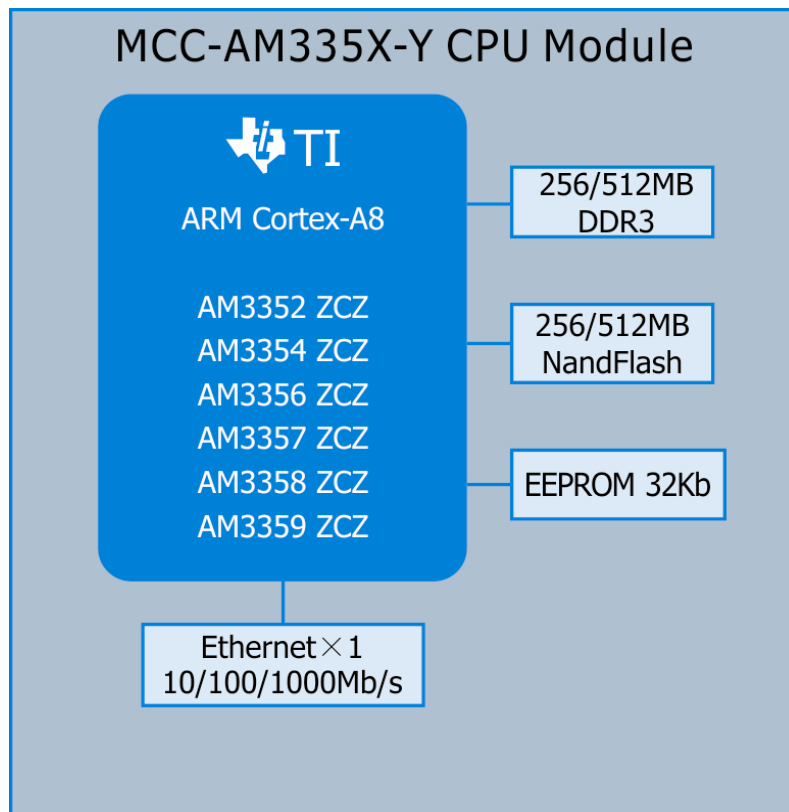 MCC-AM335X-Y CPU Module
TI
ARM Cortex-A8
AM3352 ZCZ
AM3354 ZCZ
AM3356 ZCZ
AM3357 ZCZ
AM3358 ZCZ
AM3359 ZCZ
256/512MB
DDR3
256/512MB
NandFlash
EEPROM 32Kb
Ethernet×1
10/100/1000Mb/s